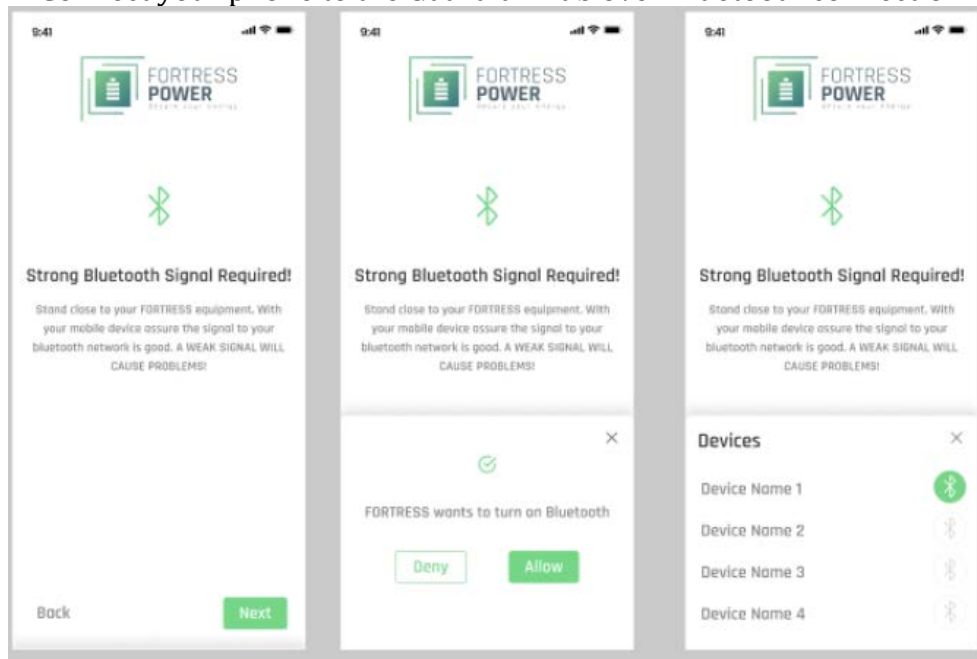 Connect your phone to the Guardian Hub over Bluetooth connection
9:41
FORTRESS
POWER
Strong Bluetooth Signal Required!
Stand close to your FORTRESS equipment. With
your mobile device assure the signal to your
bluetooth network is good. A WEAK SIGNAL WILL
CAUSE PROBLEMS!
Back
Next
9:41
FORTRESS
POWER
Strong Bluetooth Signal Required!
Stand close to your FORTRESS equipment. With
your mobile device assure the signal to your
bluetooth network is good. A WEAK SIGNAL WILL
CAUSE PROBLEMS!
FORTRESS wants to turn on Bluetooth
Deny
Allow
9:41
FORTRESS
POWER
Strong Bluetooth Signal Required!
Stand close to your FORTRESS equipment. With
your mobile device assure the signal to your
bluetooth network is good. A WEAK SIGNAL WILL
CAUSE PROBLEMS!
Devices
Device Name 1
Device Name 2
Device Name 3
Device Name 4